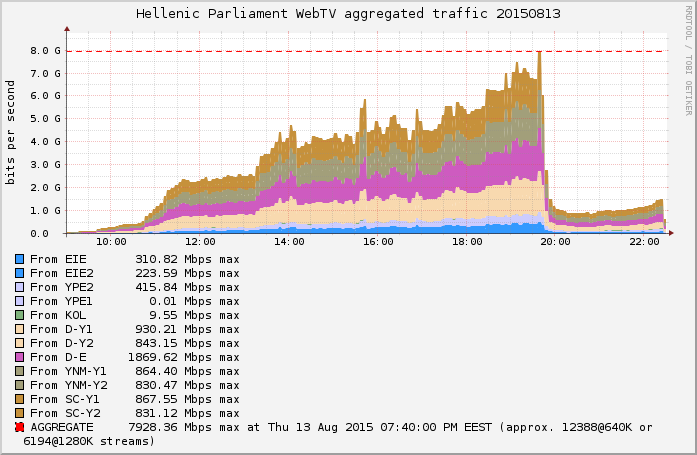 Hellenic Parliament WebTV aggregated traffic 20150813
RRDTOOL / TOBI OETIKER
bits per second
8.0 G
7.0 G
6.0 G
5.0 G
4.0 G
3.0 G
2.0 G
1.0 G
0.0
10:00 12:00 14:00 16:00 18:00 20:00 22:00
From EIE 310.82 Mbps max
From EIE2 223.59 Mbps max
From YPE2 415.84 Mbps max
From YPE1 0.01 Mbps max
From KOL 9.55 Mbps max
From D-Y1 930.21 Mbps max
From D-Y2 843.15 Mbps max
From D-E 1869.62 Mbps max
From YNM-Y1 864.40 Mbps max
From YNM-Y2 830.47 Mbps max
From SC-Y1 867.55 Mbps max
From SC-Y2 831.12 Mbps max
AGGREGATE 7928.36 Mbps max at Thu 13 Aug 2015 07:40:00 PM EEST (approx. 12388@640K or
6194@1280K streams)